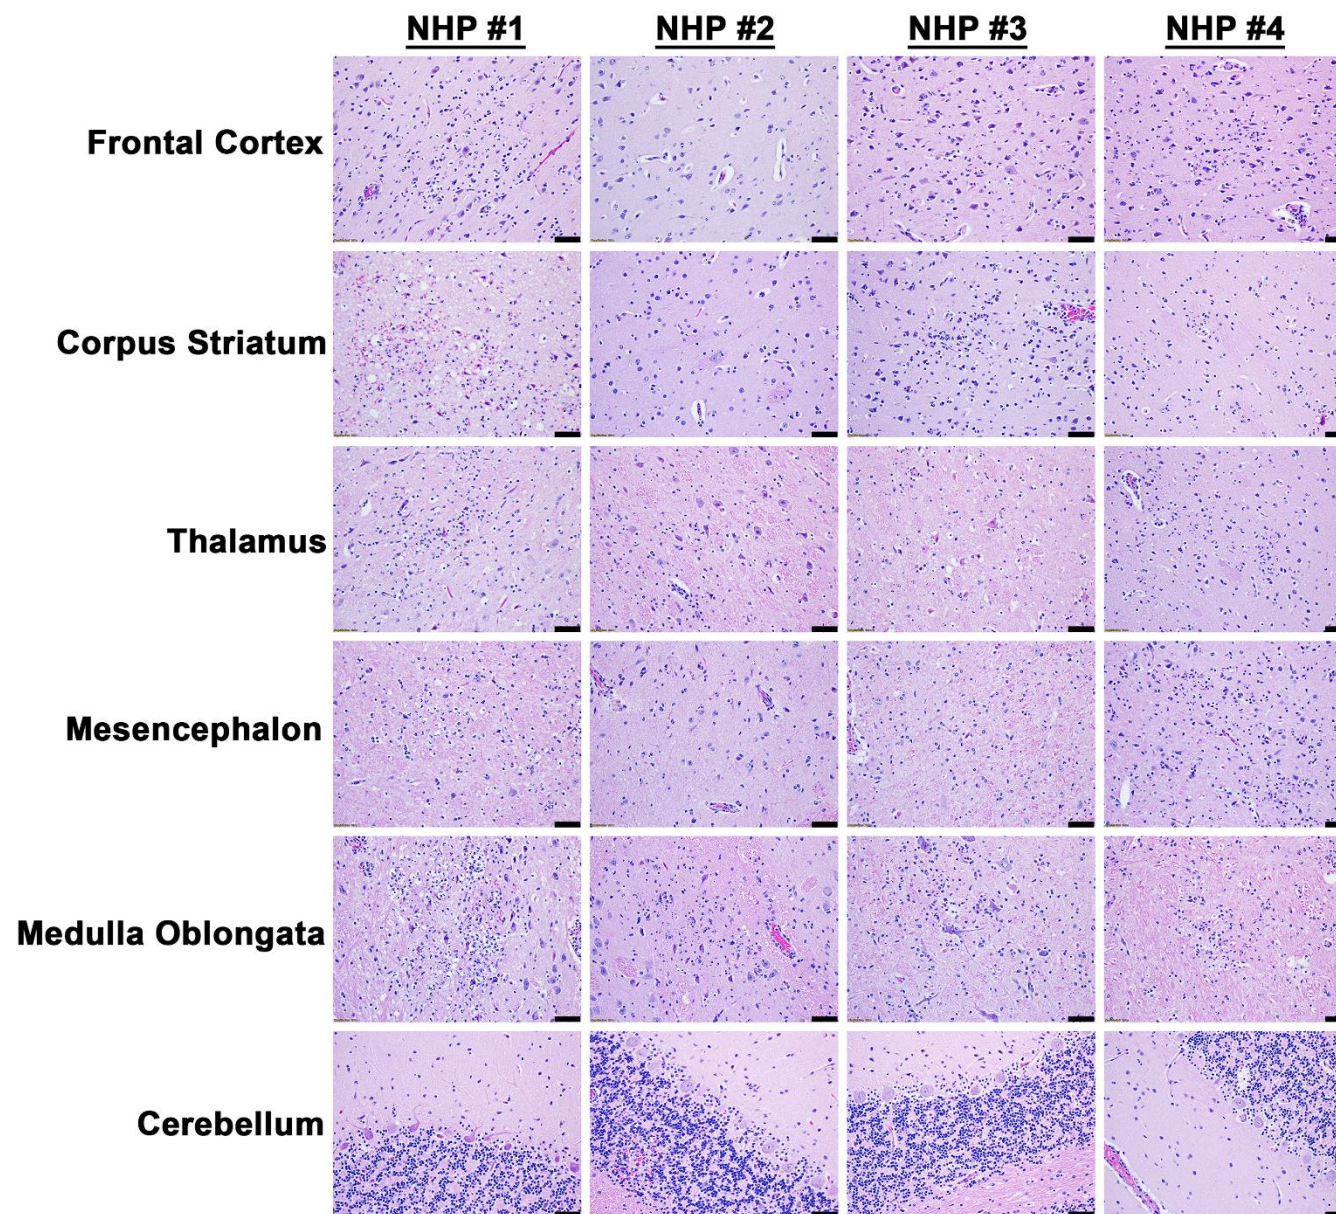 NHP #1 NHP #2 NHP #3 NHP #4
Frontal Cortex
Corpus Striatum
Thalamus
Mesencephalon
Medulla Oblongata
Cerebellum